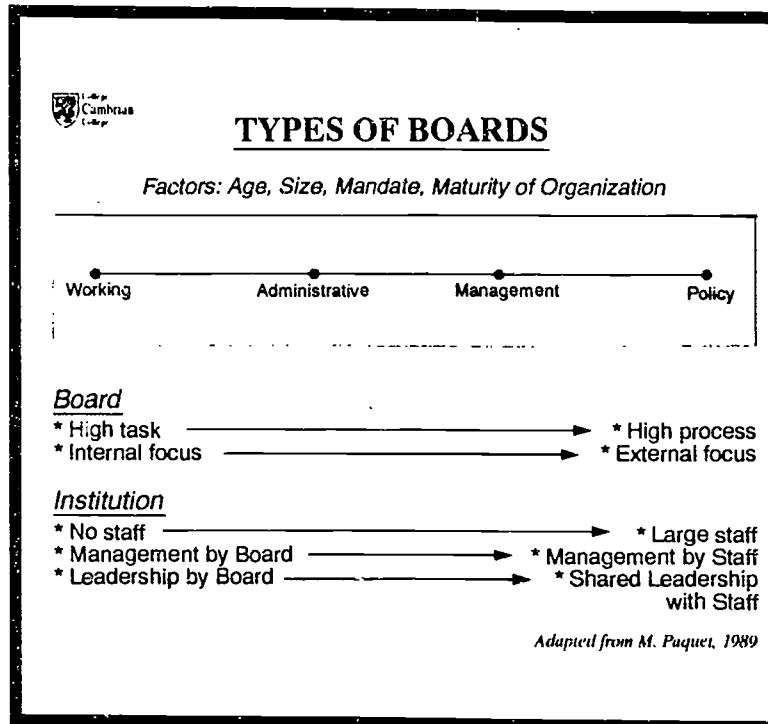 Cambrian
College
TYPES OF BOARDS
Factors: Age, Size, Mandate, Maturity of Organization
Working Administrative Management Policy
Board
* High task * High process
* Internal focus * External focus
Institution
* No staff * Large staff
* Management by Board * Management by Staff
* Leadership by Board * Shared Leadership
with Staff
Adapted from M. Paquet, 1989